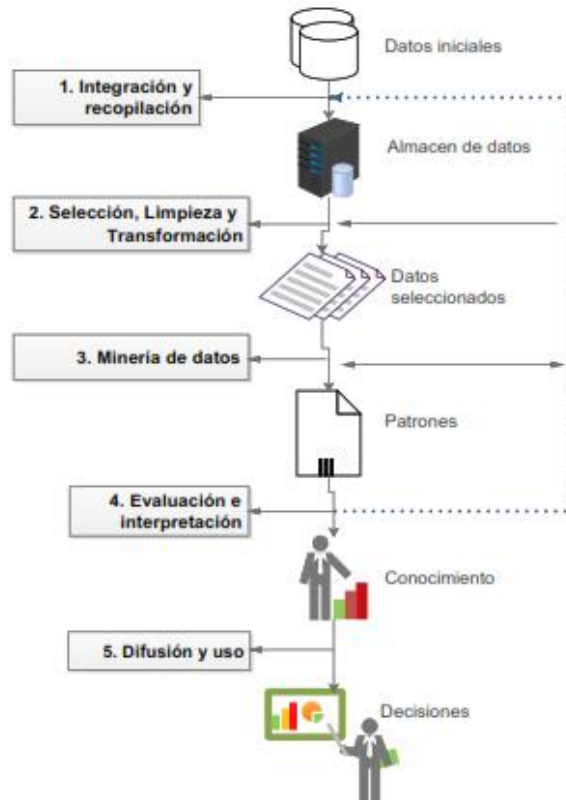 Datos iniciales
1. Integración y
recopilación
Almacen de datos
2. Selección, Limpieza y
Transformación
Datos
seleccionados
3. Mineria de datos
Patrones
4. Evaluación e
interpretación
Conocimiento
5. Difusión y uso
Decisiones